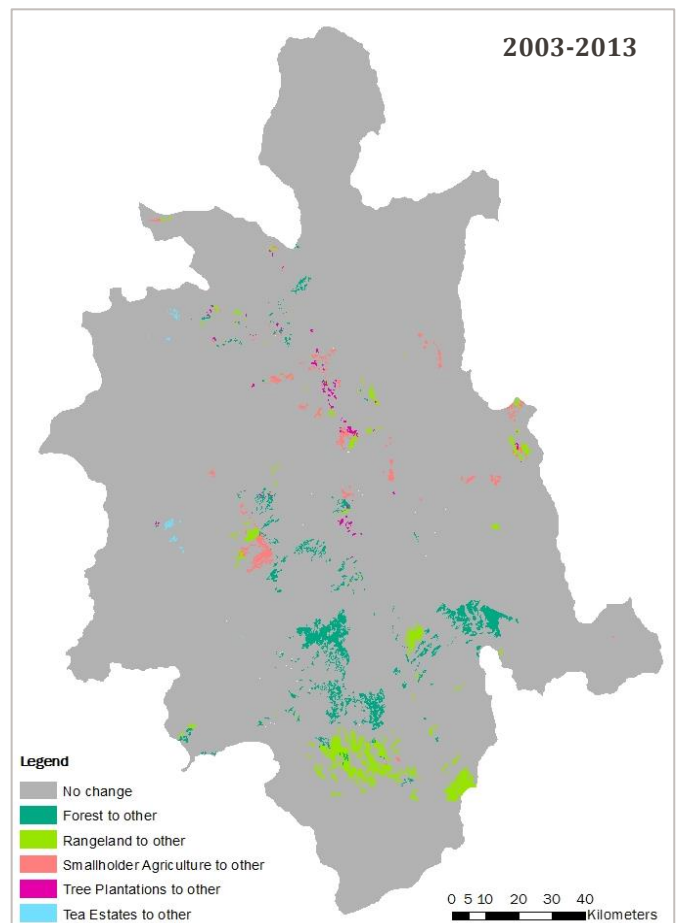 2003-2013
Legend
No change
Forest to other
Rangeland to other
Smallholder Agriculture to other
Tree Plantations to other
Tea Estates to other
0 5 10 20 30 40
Kilometers